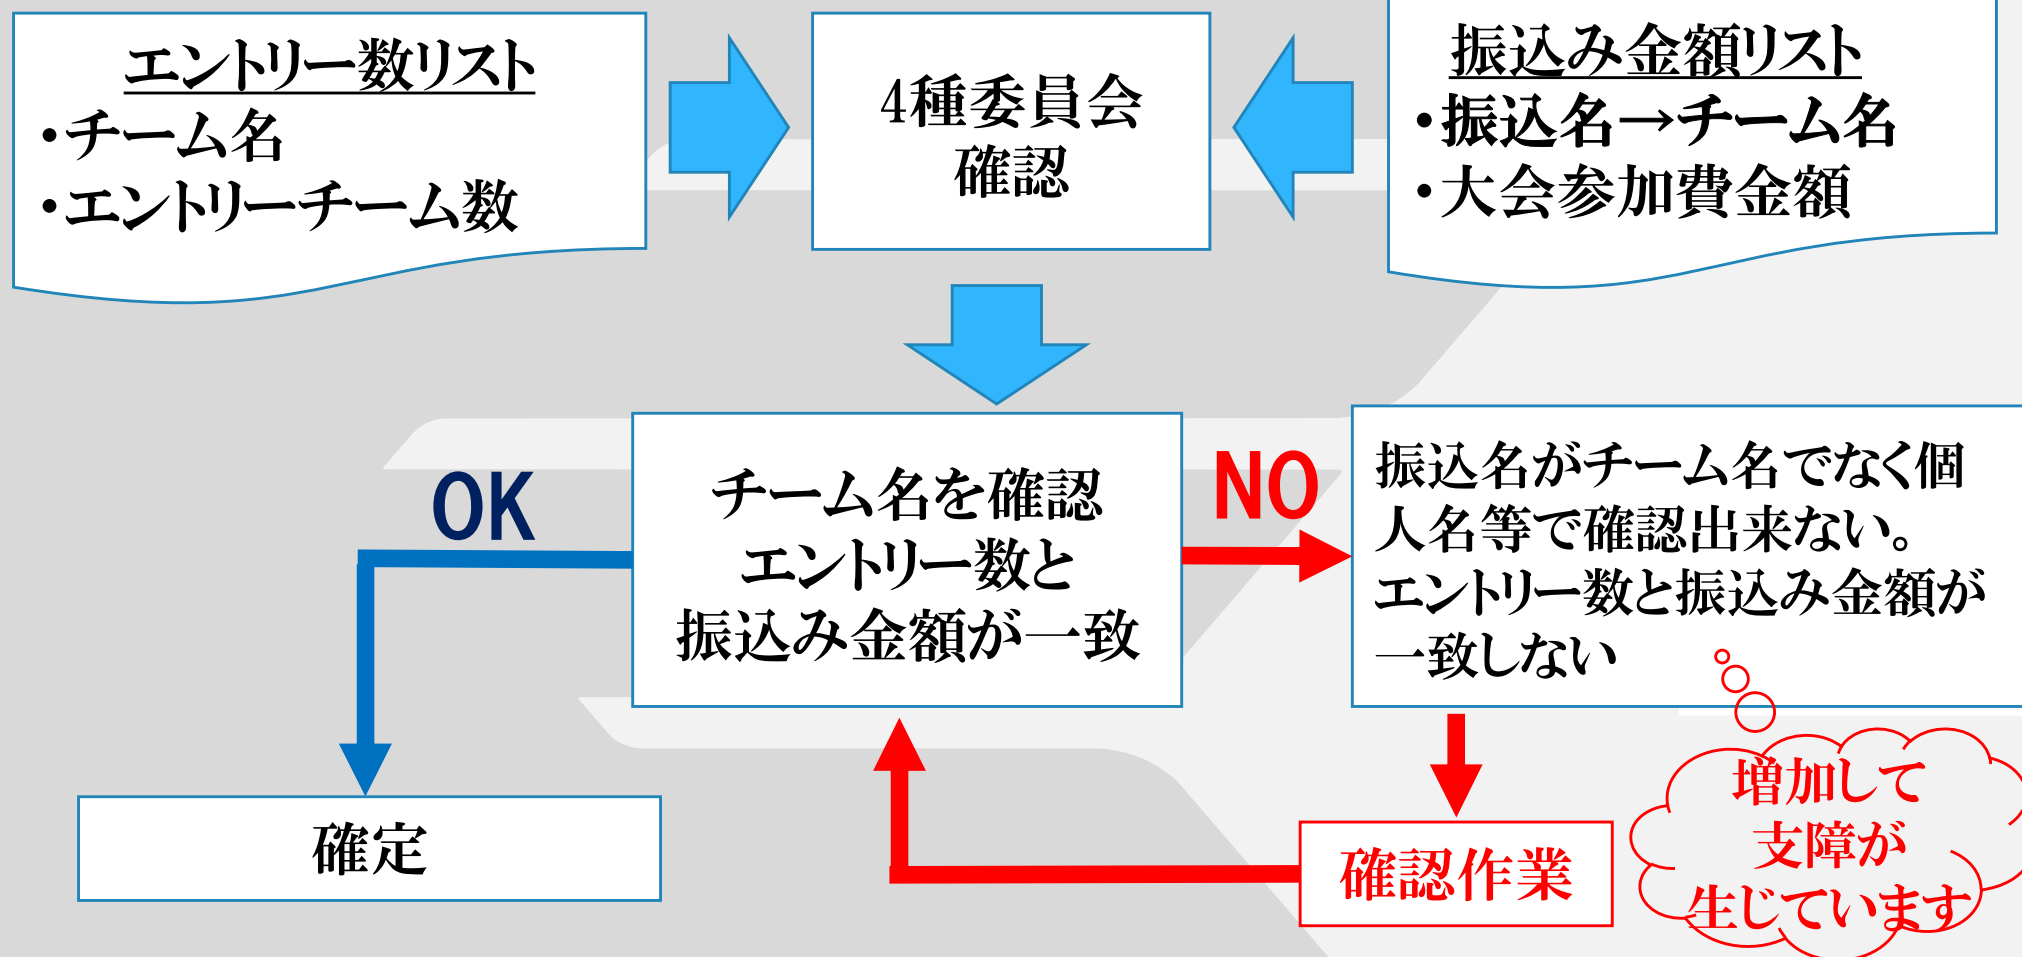 エントリー数リスト
・チーム名
・エントリーチーム数
4種委員会
確認
振込み金額リスト
・振込名→チーム名
・大会参加費金額
OK
チーム名を確認
エントリー数と
振込み金額が一致
NO
振込名がチーム名でなく個
人名等で確認出来ない。
エントリー数と振込み金額が
一致しない
確定
確認作業
増加して
支障が
生じています